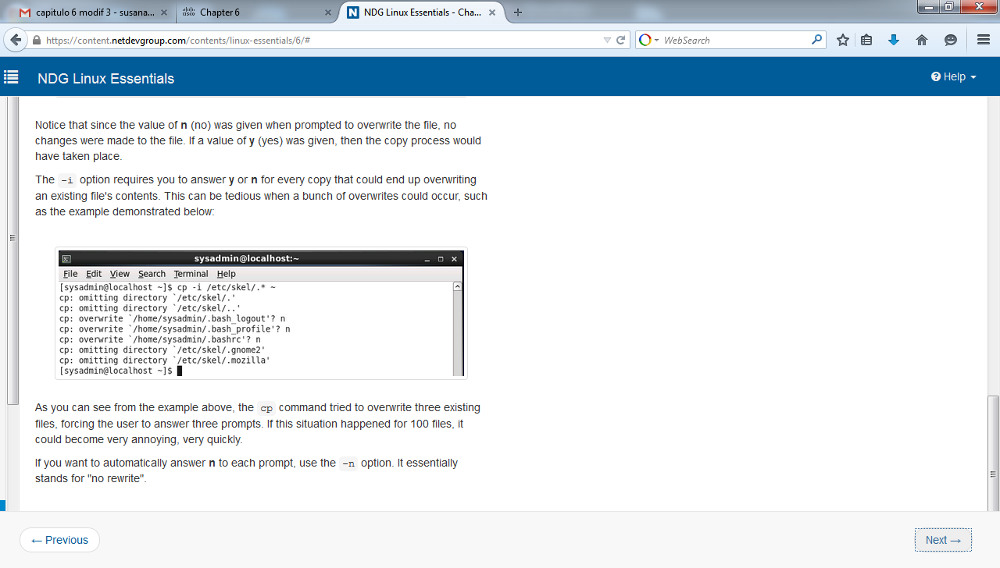 capitulo 6 modif 3 - susana...
Chapter 6
NDG Linux Essentials - Cha...
https://content.netdevgroup.com/contents/linux-essentials/6/#
WebSearch
NDG Linux Essentials
Help
Notice that since the value of n (no) was given when prompted to overwrite the file, no
changes were made to the file. If a value of y (yes) was given, then the copy process would
have taken place.
The -i option requires you to answer y or n for every copy that could end up overwriting
an existing file's contents. This can be tedious when a bunch of overwrites could occur, such
as the example demonstrated below:
sysadmin@localhost:~
File Edit View Search Terminal Help
[sysadmin@localhost ~]$ cp -i /etc/skel/.* ~
cp: omitting directory `/etc/skel/.'
cp: omitting directory `/etc/skel/..'
cp: overwrite `/home/sysadmin/.bash_logout'? n
cp: overwrite `/home/sysadmin/.bash_profile'? n
cp: overwrite `/home/sysadmin/.bashrc'? n
cp: omitting directory `/etc/skel/.gnome2'
cp: omitting directory `/etc/skel/.mozilla'
[sysadmin@localhost ~]$
As you can see from the example above, the cp command tried to overwrite three existing
files, forcing the user to answer three prompts. If this situation happened for 100 files, it
could become very annoying, very quickly.
If you want to automatically answer n to each prompt, use the -n option. It essentially
stands for "no rewrite".
← Previous
Next →